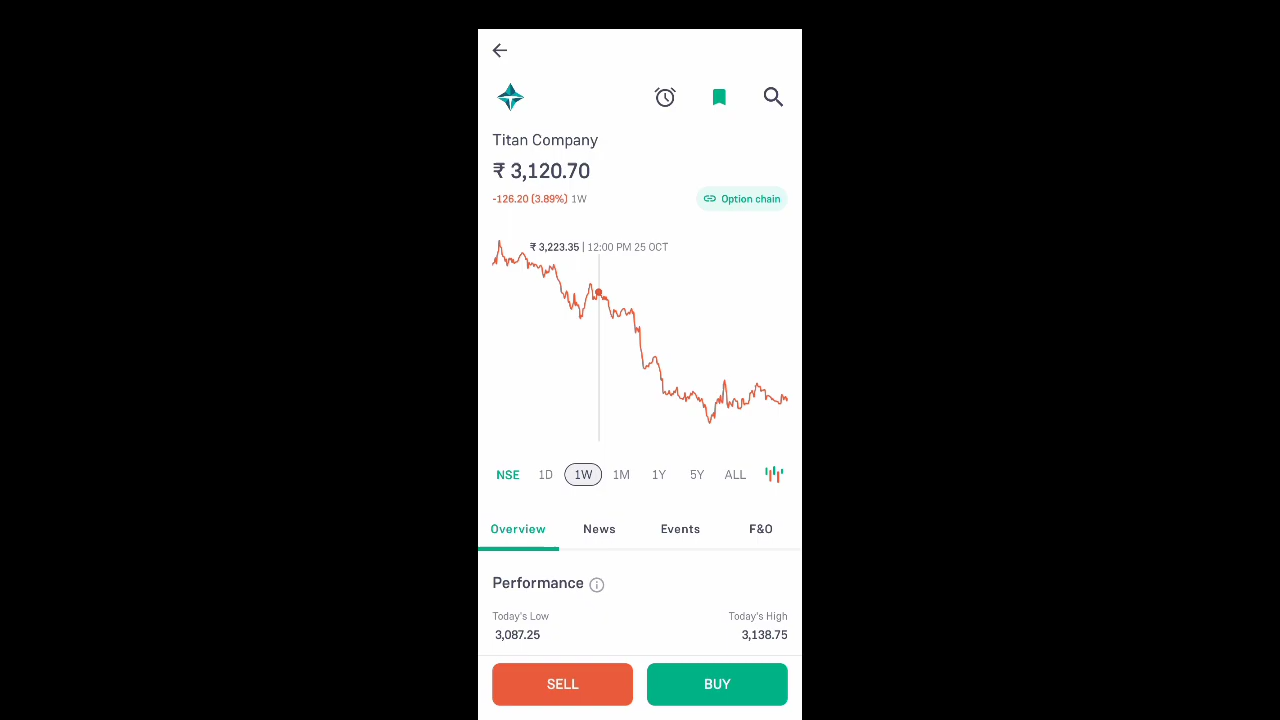 Titan Company
₹ 3,120.70
-126.20 (3.89%) 1W
Option chain
₹ 3,223.35 | 12:00 PM 25 OCT
NSE 1D 1W 1M 1Y 5Y ALL
Overview News Events F&O
Performance
Today's Low Today's High
3,087.25 3,138.75
SELL BUY